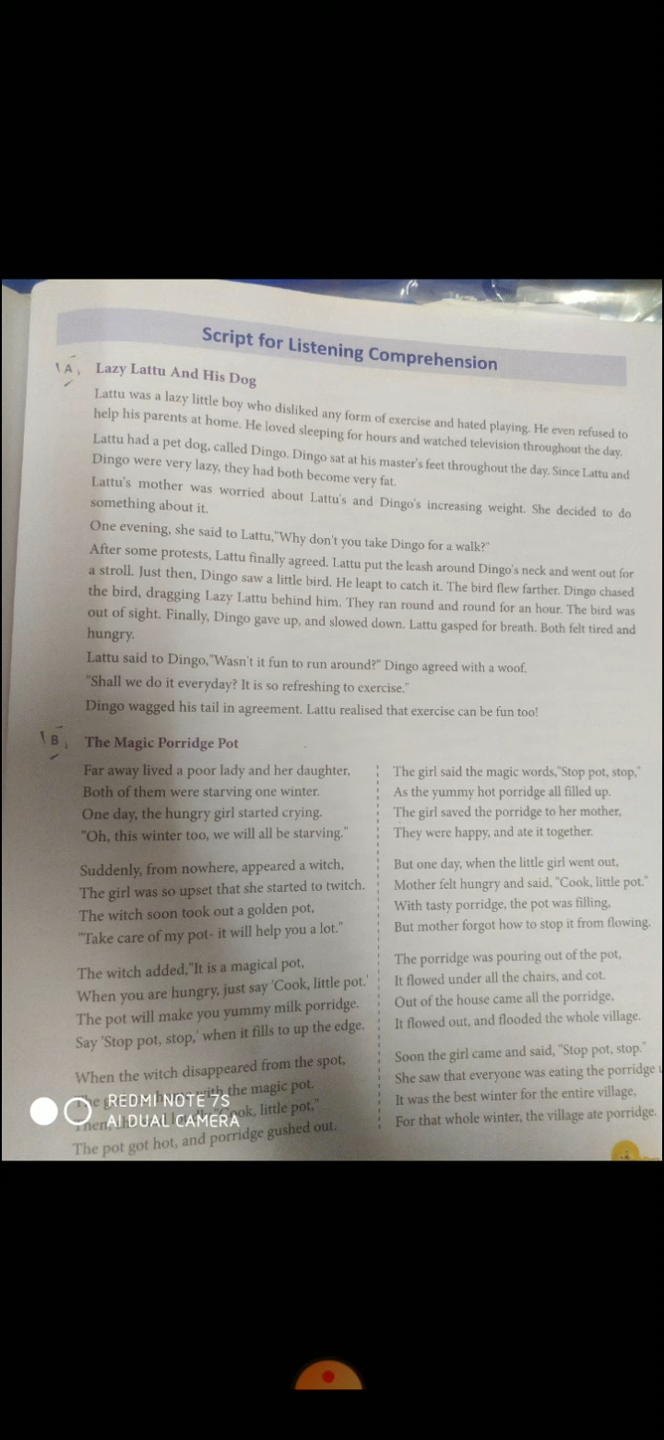 Script for Listening Comprehension
A
Lazy Lattu And His Dog
Lattu was a lazy little boy who disliked any form of exercise and hated playing. He even refused to
help his parents at home. He loved sleeping for hours and watched television throughout the day.
Lattu had a pet dog, called Dingo. Dingo sat at his master's feet throughout the day. Since Lattu and
Dingo were very lazy, they had both become very fat.
Lattu's mother was worried about Lattu's and Dingo's increasing weight. She decided to do
something about it.
One evening, she said to Lattu,"Why don't you take Dingo for a walk?"
After some protests, Lattu finally agreed. Lattu put the leash around Dingo's neck and went out for
a stroll. Just then, Dingo saw a little bird. He leapt to catch it. The bird flew farther. Dingo chased
the bird, dragging Lazy Lattu behind him. They ran round and round for an hour. The bird was
out of sight. Finally, Dingo gave up, and slowed down. Lattu gasped for breath. Both felt tired and
hungry.
Lattu said to Dingo,"Wasn't it fun to run around?" Dingo agreed with a woof.
"Shall we do it everyday? It is so refreshing to exercise."
Dingo wagged his tail in agreement. Lattu realised that exercise can be fun too!
B
The Magic Porridge Pot
Far away lived a poor lady and her daughter,
Both of them were starving one winter.
One day, the hungry girl started crying.
"Oh, this winter too, we will all be starving."
Suddenly, from nowhere, appeared a witch,
The girl was so upset that she started to twitch.
The witch soon took out a golden pot,
"Take care of my pot- it will help you a lot."
The witch added,"It is a magical pot,
When you are hungry, just say 'Cook, little pot.'
The pot will make you yummy milk porridge.
Say 'Stop pot, stop,' when it fills to up the edge.
When the witch disappeared from the spot,
with the magic pot.
"Cook, little pot,"
The pot got hot, and porridge gushed out.
The girl said the magic words,"Stop pot, stop,"
As the yummy hot porridge all filled up.
The girl saved the porridge to her mother,
They were happy, and ate it together.
But one day, when the little girl went out,
Mother felt hungry and said, "Cook, little pot."
With tasty porridge, the pot was filling,
But mother forgot how to stop it from flowing.
The porridge was pouring out of the pot,
It flowed under all the chairs, and cot.
Out of the house came all the porridge,
It flowed out, and flooded the whole village.
Soon the girl came and said, "Stop pot, stop."
She saw that everyone was eating the porridge
It was the best winter for the entire village,
For that whole winter, the village ate porridge.
REDMI NOTE 7S
AI DUAL CAMERA